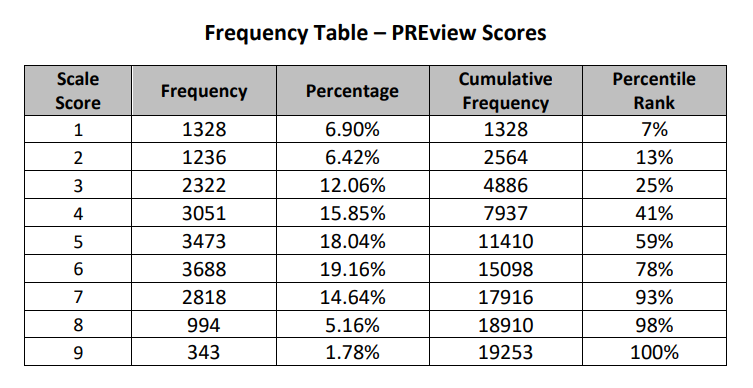 Frequency Table – PREview Scores
Scale Score Frequency Percentage Cumulative Frequency Percentile Rank
1 1328 6.90% 1328 7%
2 1236 6.42% 2564 13%
3 2322 12.06% 4886 25%
4 3051 15.85% 7937 41%
5 3473 18.04% 11410 59%
6 3688 19.16% 15098 78%
7 2818 14.64% 17916 93%
8 994 5.16% 18910 98%
9 343 1.78% 19253 100%